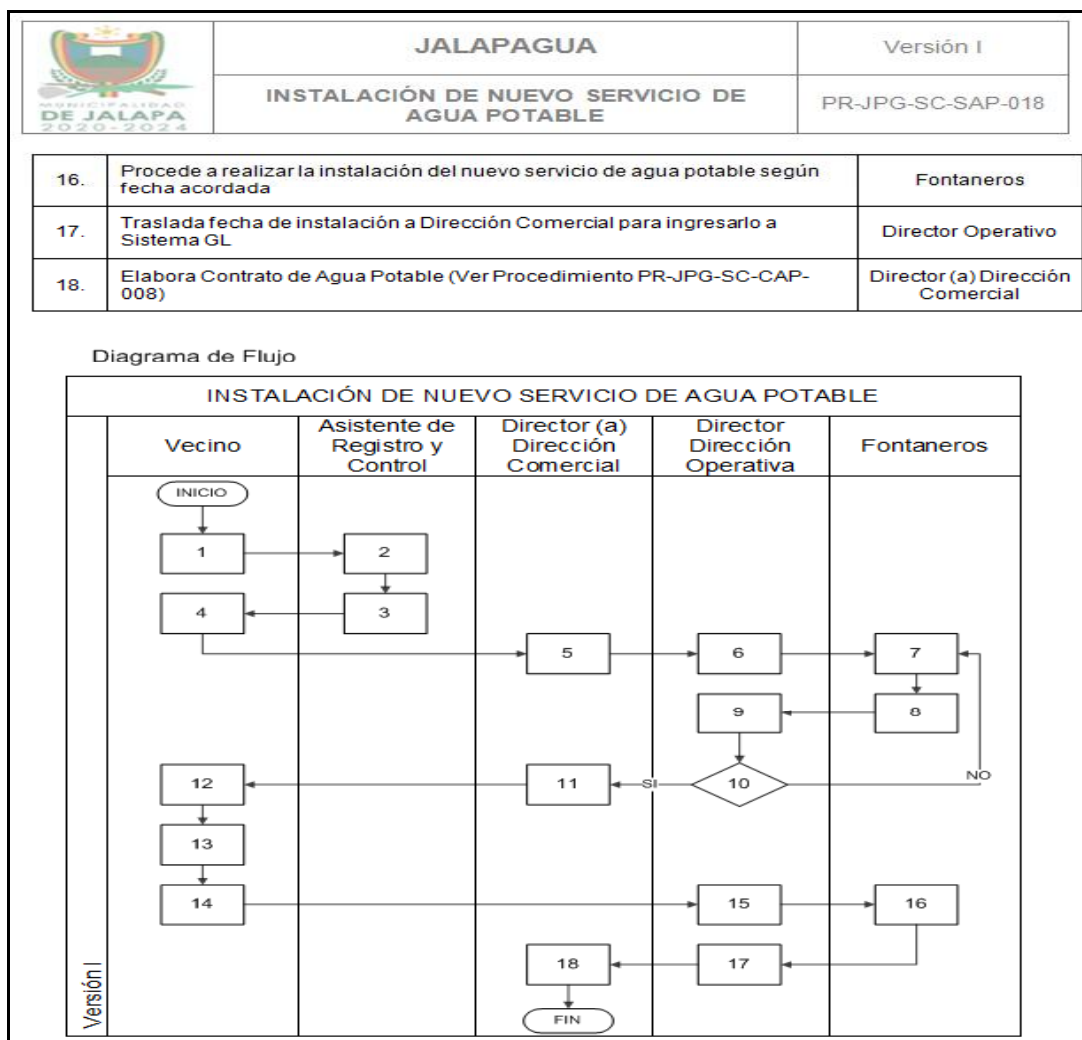 MUNICIPALIDAD
DE JALAPA
2020-2024
JALAPAGUA
Versión I
INSTALACIÓN DE NUEVO SERVICIO DE
AGUA POTABLE
PR-JPG-SC-SAP-018
16.
Procede a realizar la instalación del nuevo servicio de agua potable según
fecha acordada
Fontaneros
17.
Traslada fecha de instalación a Dirección Comercial para ingresarlo a
Sistema GL
Director Operativo
18.
Elabora Contrato de Agua Potable (Ver Procedimiento PR-JPG-SC-CAP-
008)
Director (a) Dirección
Comercial
Diagrama de Flujo
INSTALACIÓN DE NUEVO SERVICIO DE AGUA POTABLE
Vecino
Asistente de
Registro y
Control
Director (a)
Dirección
Comercial
Director
Dirección
Operativa
Fontaneros
INICIO
1
2
4
3
5
6
7
9
8
12
11
SI
10
NO
13
14
15
16
18
17
FIN
Versión I